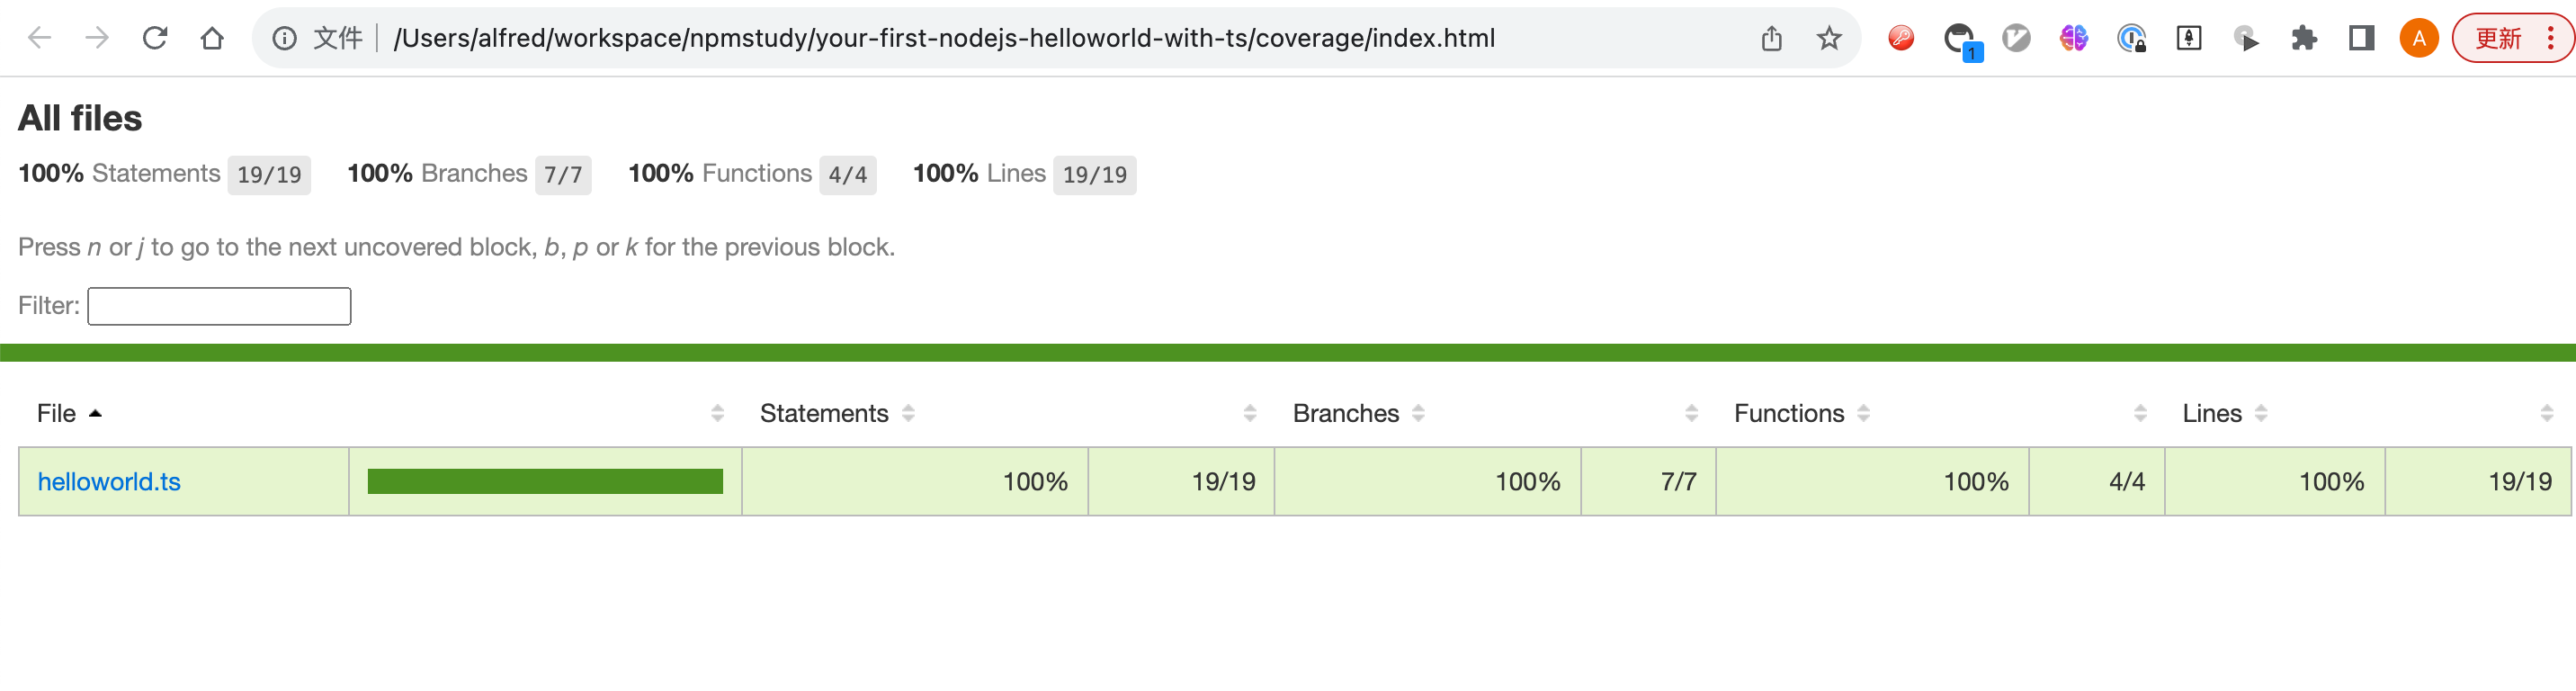 文件 /Users/alfred/workspace/npmstudy/your-first-nodejs-helloworld-with-ts/coverage/index.html 1 A 更新
All files
100% Statements 19/19 100% Branches 7/7 100% Functions 4/4 100% Lines 19/19
Press n or j to go to the next uncovered block, b, p or k for the previous block.
Filter:
File Statements Branches Functions Lines
helloworld.ts 100% 19/19 100% 7/7 100% 4/4 100% 19/19